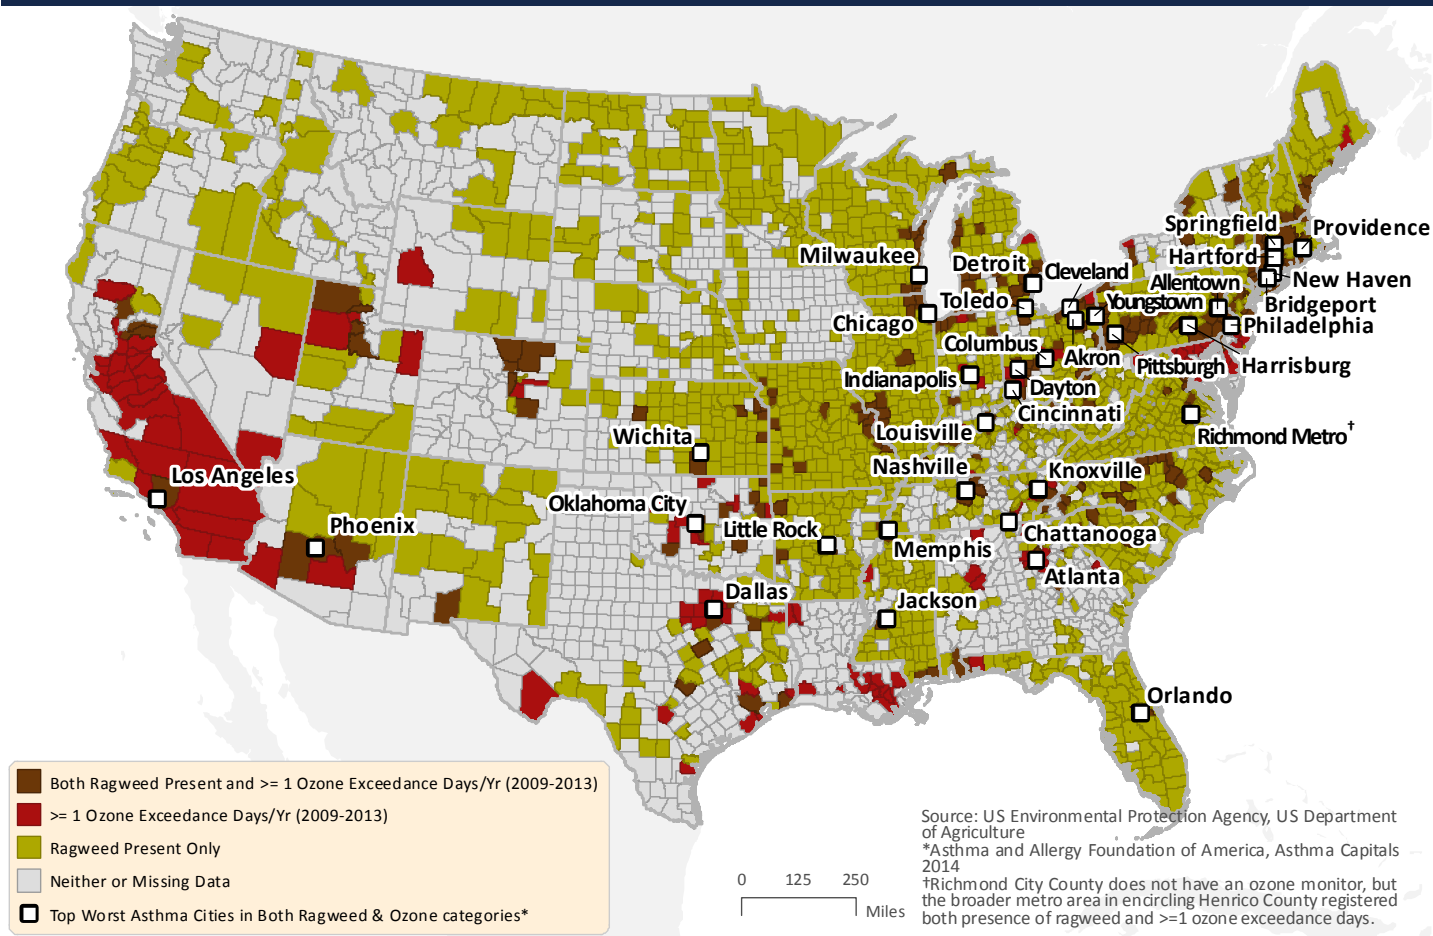 Springfield
Providence
Milwaukee
Detroit
Cleveland
Hartford
New Haven
Allentown
Toledo
Youngstown
Bridgeport
Chicago
Philadelphia
Columbus
Akron
Pittsburgh
Harrisburg
Indianapolis
Dayton
Cincinnati
Wichita
Louisville
Richmond Metro†
Nashville
Knoxville
Los Angeles
Oklahoma City
Phoenix
Little Rock
Chattanooga
Memphis
Atlanta
Dallas
Jackson
Orlando
Both Ragweed Present and >= 1 Ozone Exceedance Days/Yr (2009-2013)
>= 1 Ozone Exceedance Days/Yr (2009-2013)
Ragweed Present Only
Neither or Missing Data
Top Worst Asthma Cities in Both Ragweed & Ozone categories*
0 125 250
Miles
Source: US Environmental Protection Agency, US Department
of Agriculture
*Asthma and Allergy Foundation of America, Asthma Capitals
2014
†Richmond City County does not have an ozone monitor, but
the broader metro area in encircling Henrico County registered
both presence of ragweed and >=1 ozone exceedance days.